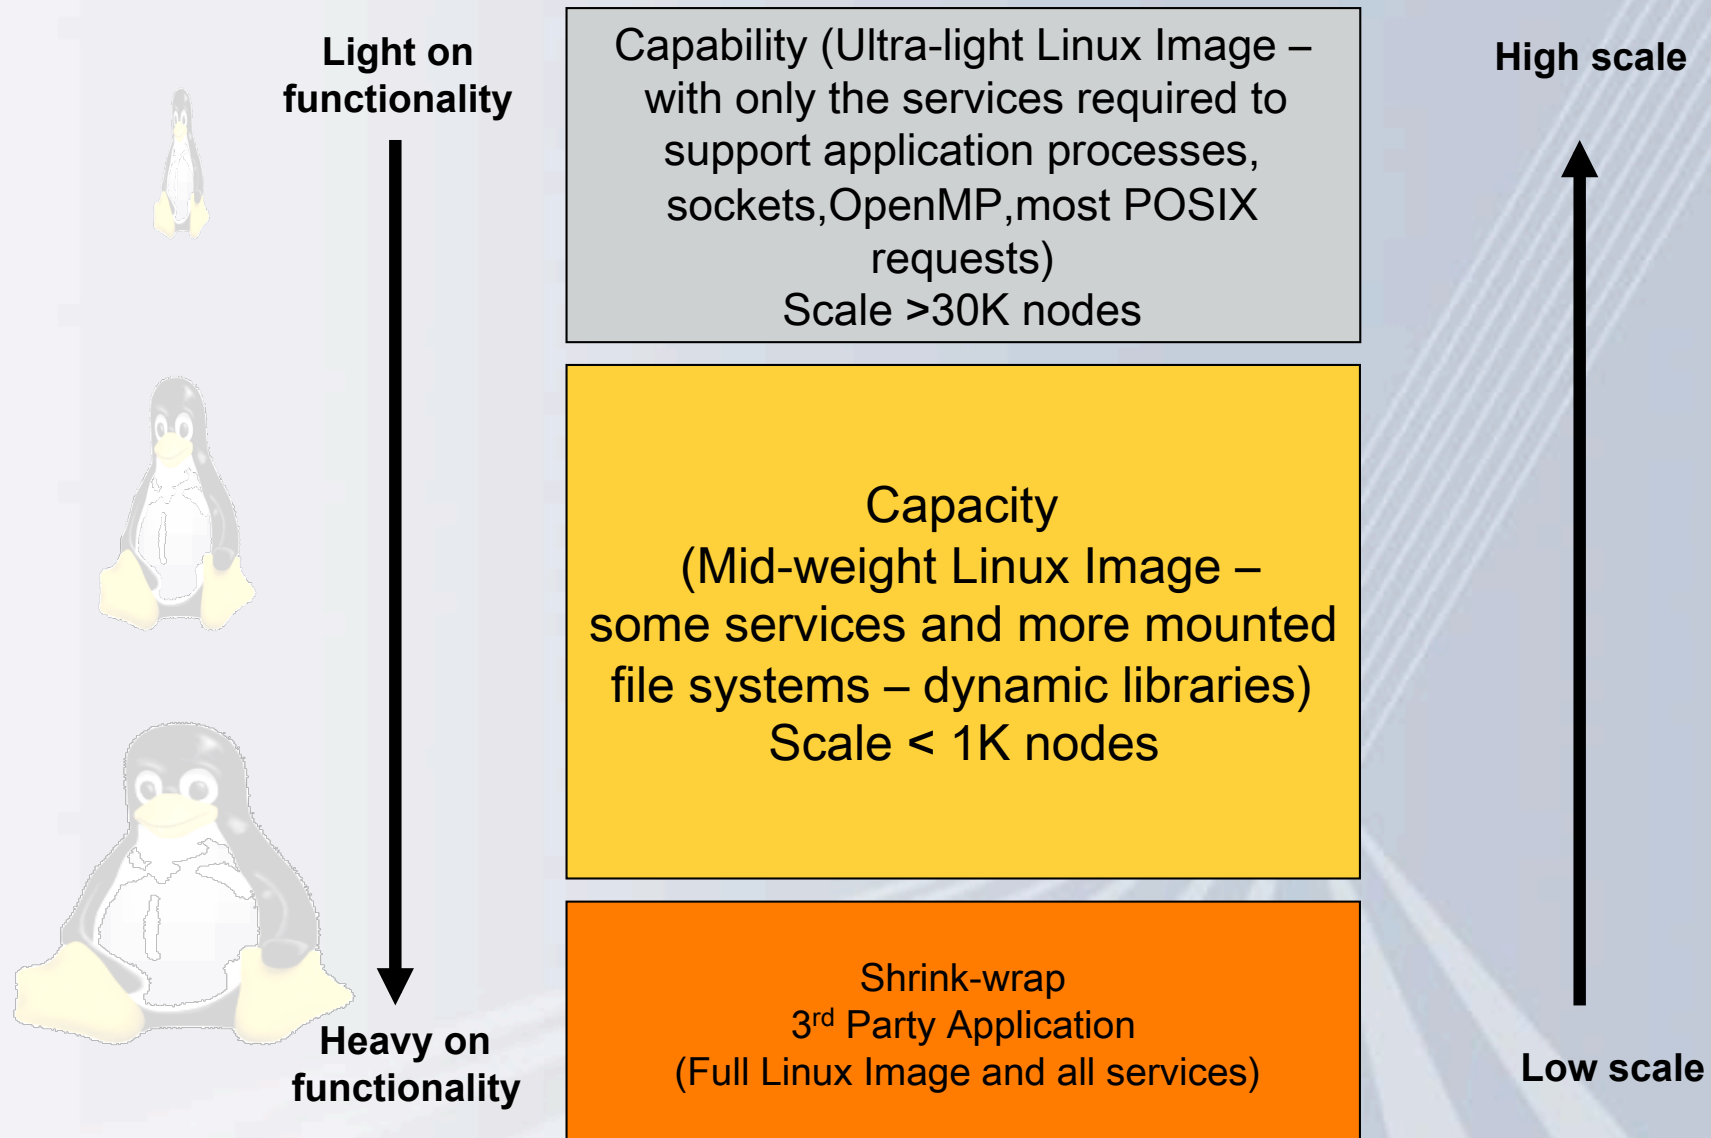 Light on
functionality
Capability (Ultra-light Linux Image –
with only the services required to
support application processes,
sockets,OpenMP,most POSIX
requests)
Scale >30K nodes
High scale
Capacity
(Mid-weight Linux Image –
some services and more mounted
file systems – dynamic libraries)
Scale < 1K nodes
Heavy on
functionality
Shrink-wrap
3rd Party Application
(Full Linux Image and all services)
Low scale